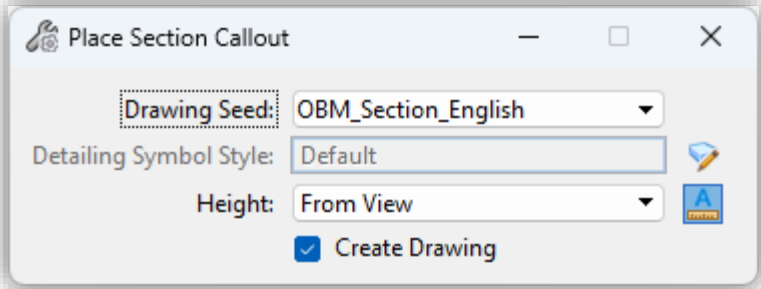 Place Section Callout
Drawing Seed: OBM_Section_English
Detailing Symbol Style: Default
Height: From View
A
Create Drawing